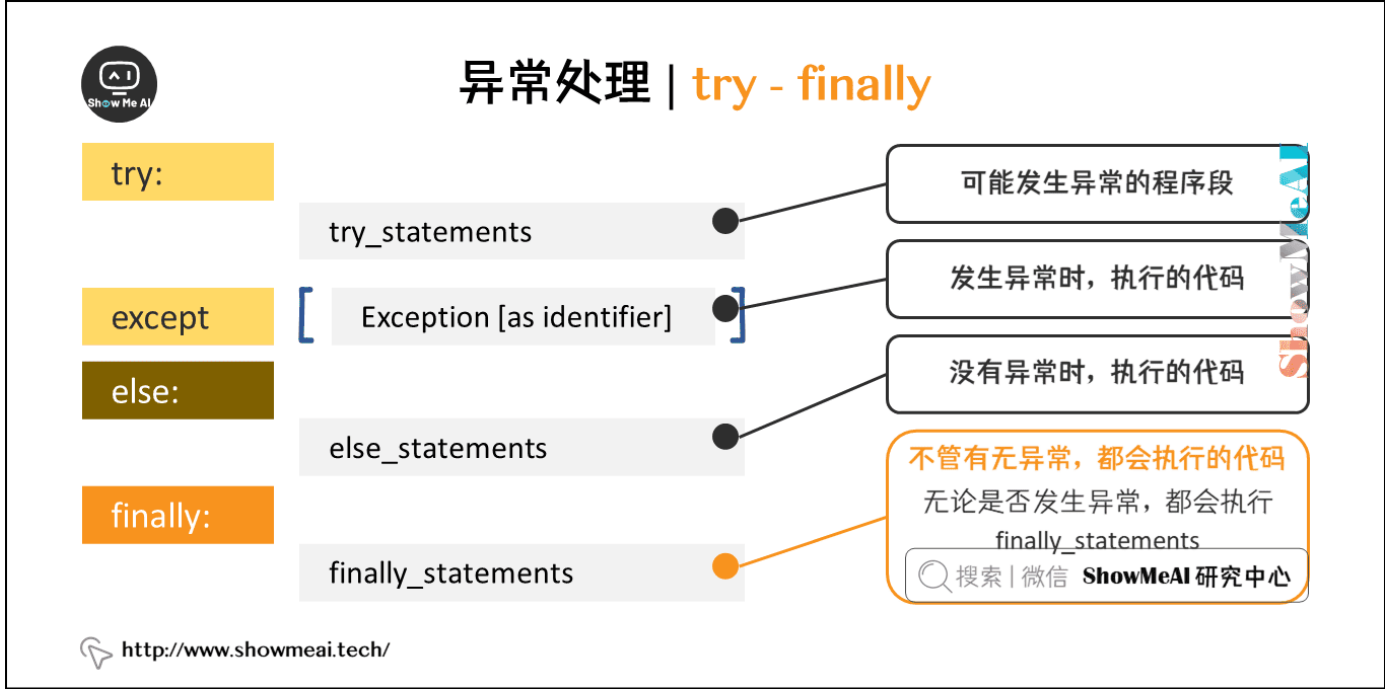 Show Me AI
异常处理 | try - finally
try:
try_statements
可能发生异常的程序段
except
[ Exception [as identifier] ]
发生异常时，执行的代码
else:
else_statements
没有异常时，执行的代码
finally:
finally_statements
不管有无异常，都会执行的代码
无论是否发生异常，都会执行
finally_statements
搜索 | 微信 ShowMeAI 研究中心
ShowMeAI
http://www.showmeai.tech/